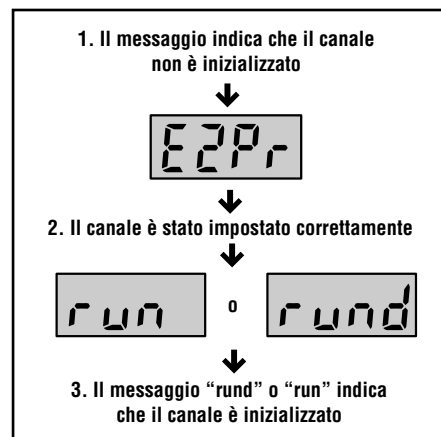 1. Il messaggio indica che il canale
non è inizializzato
E2Pr
2. Il canale è stato impostato correttamente
run o rund
3. Il messaggio “rund” o “run” indica
che il canale è inizializzato